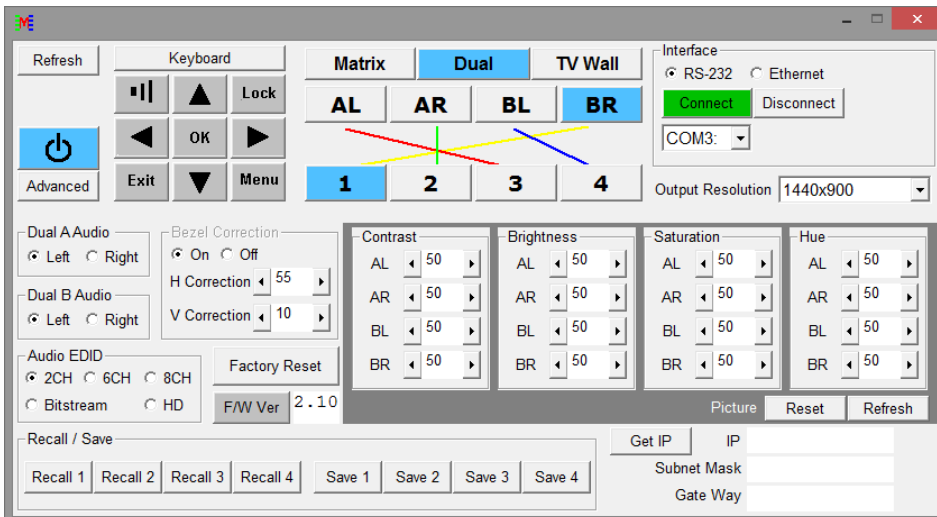 M
Refresh
Keyboard
Lock
OK
Exit
Menu
Advanced
Matrix Dual TV Wall
AL AR BL BR
1 2 3 4
Interface
RS-232 Ethernet
Connect Disconnect
COM3:
Output Resolution 1440x900
Dual A Audio
Left Right
Dual B Audio
Left Right
Bezel Correction
On Off
H Correction 55
V Correction 10
Audio EDID
2CH 6CH 8CH
Bitstream HD
Factory Reset
F/W Ver 2.10
Contrast
AL 50
AR 50
BL 50
BR 50
Brightness
AL 50
AR 50
BL 50
BR 50
Saturation
AL 50
AR 50
BL 50
BR 50
Hue
AL 50
AR 50
BL 50
BR 50
Picture Reset Refresh
Recall / Save
Recall 1 Recall 2 Recall 3 Recall 4 Save 1 Save 2 Save 3 Save 4
Get IP IP
Subnet Mask
Gate Way